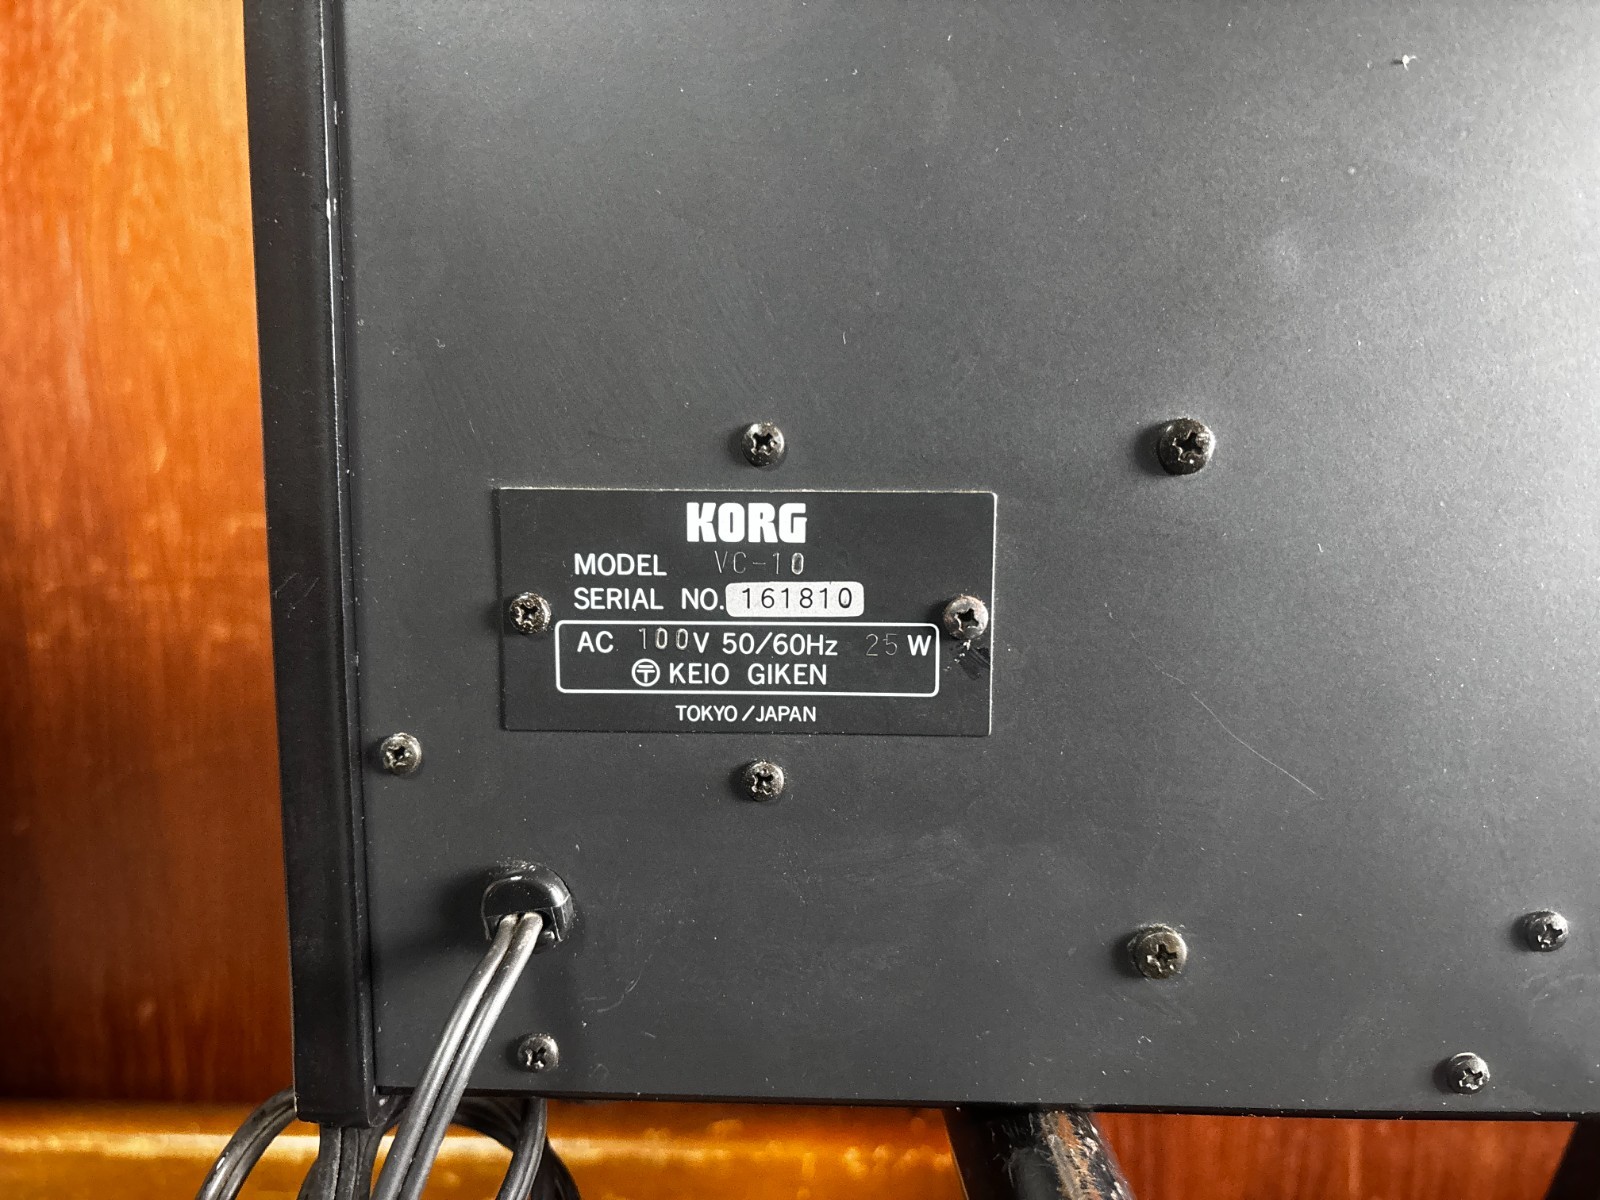 KORG
MODEL VC-10
SERIAL NO. 161810
AC 100V 50/60Hz 25 W
〶 KEIO GIKEN
TOKYO/JAPAN